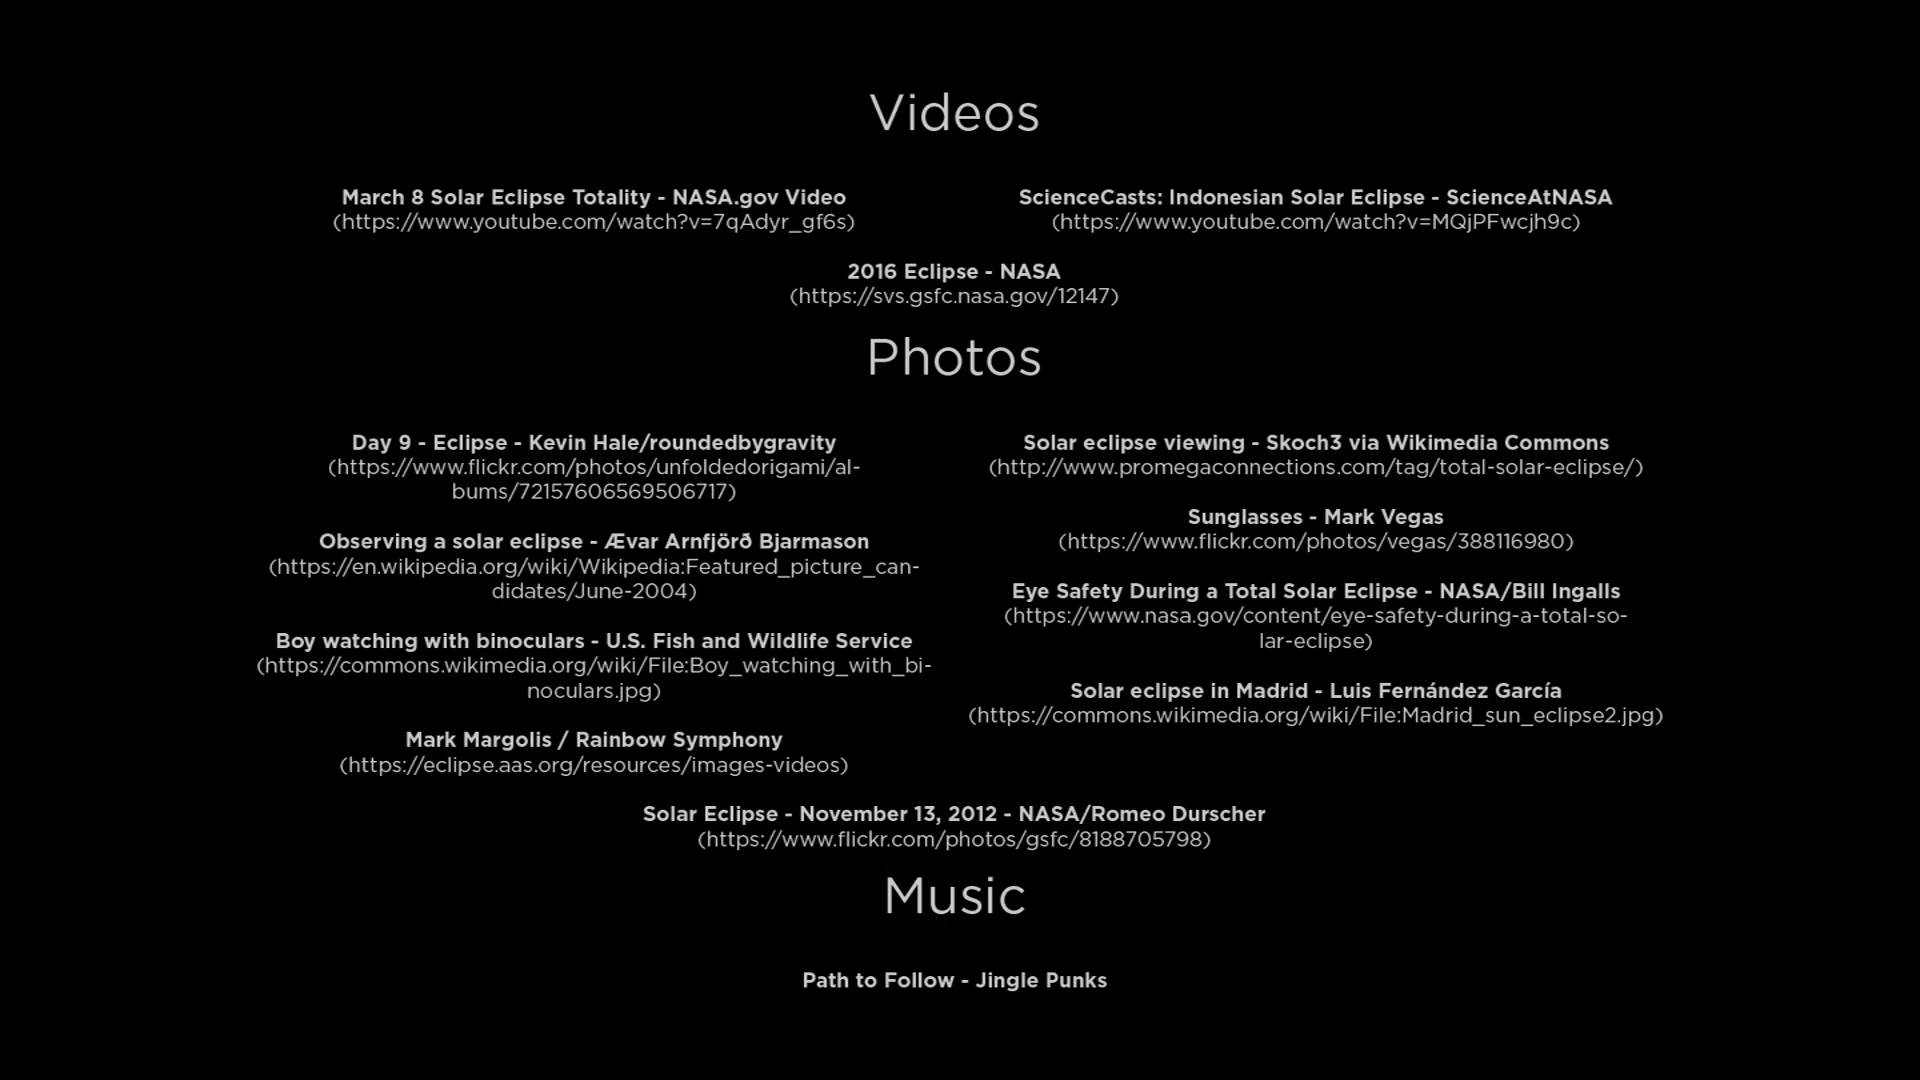 Videos
March 8 Solar Eclipse Totality - NASA.gov Video
(https://www.youtube.com/watch?v=7qAdyr_gf6s)
ScienceCasts: Indonesian Solar Eclipse - ScienceAtNASA
(https://www.youtube.com/watch?v=MQjPFwcjh9c)
2016 Eclipse - NASA
(https://svs.gsfc.nasa.gov/12147)
Photos
Day 9 - Eclipse - Kevin Hale/roundedbygravity
(https://www.flickr.com/photos/unfoldedorigami/al-
bums/72157606569506717)
Observing a solar eclipse - Ævar Arnfjörð Bjarmason
(https://en.wikipedia.org/wiki/Wikipedia:Featured_picture_can-
didates/June-2004)
Boy watching with binoculars - U.S. Fish and Wildlife Service
(https://commons.wikimedia.org/wiki/File:Boy_watching_with_bi-
noculars.jpg)
Mark Margolis / Rainbow Symphony
(https://eclipse.aas.org/resources/images-videos)
Solar eclipse viewing - Skoch3 via Wikimedia Commons
(http://www.promegaconnections.com/tag/total-solar-eclipse/)
Sunglasses - Mark Vegas
(https://www.flickr.com/photos/vegas/388116980)
Eye Safety During a Total Solar Eclipse - NASA/Bill Ingalls
(https://www.nasa.gov/content/eye-safety-during-a-total-so-
lar-eclipse)
Solar eclipse in Madrid - Luis Fernández García
(https://commons.wikimedia.org/wiki/File:Madrid_sun_eclipse2.jpg)
Solar Eclipse - November 13, 2012 - NASA/Romeo Durscher
(https://www.flickr.com/photos/gsfc/8188705798)
Music
Path to Follow - Jingle Punks